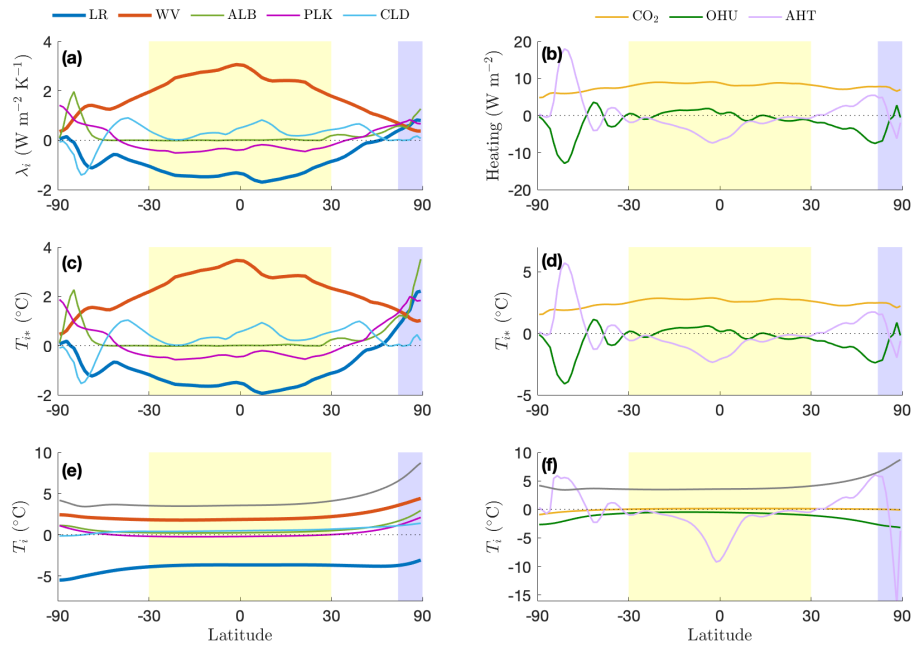 LR WV ALB PLK CLD
CO₂ OHU AHT
(a)
λᵢ (W m⁻² K⁻¹)
4
2
0
-2
-90 -30 0 30 90
(b)
Heating (W m⁻²)
20
10
0
-10
-20
-90 -30 0 30 90
(c)
Tᵢ* (°C)
4
2
0
-2
-90 -30 0 30 90
(d)
Tᵢ* (°C)
5
0
-5
-90 -30 0 30 90
(e)
Tᵢ (°C)
10
5
0
-5
-90 -30 0 30 90
Latitude
(f)
Tᵢ (°C)
10
5
0
-5
-10
-15
-90 -30 0 30 90
Latitude